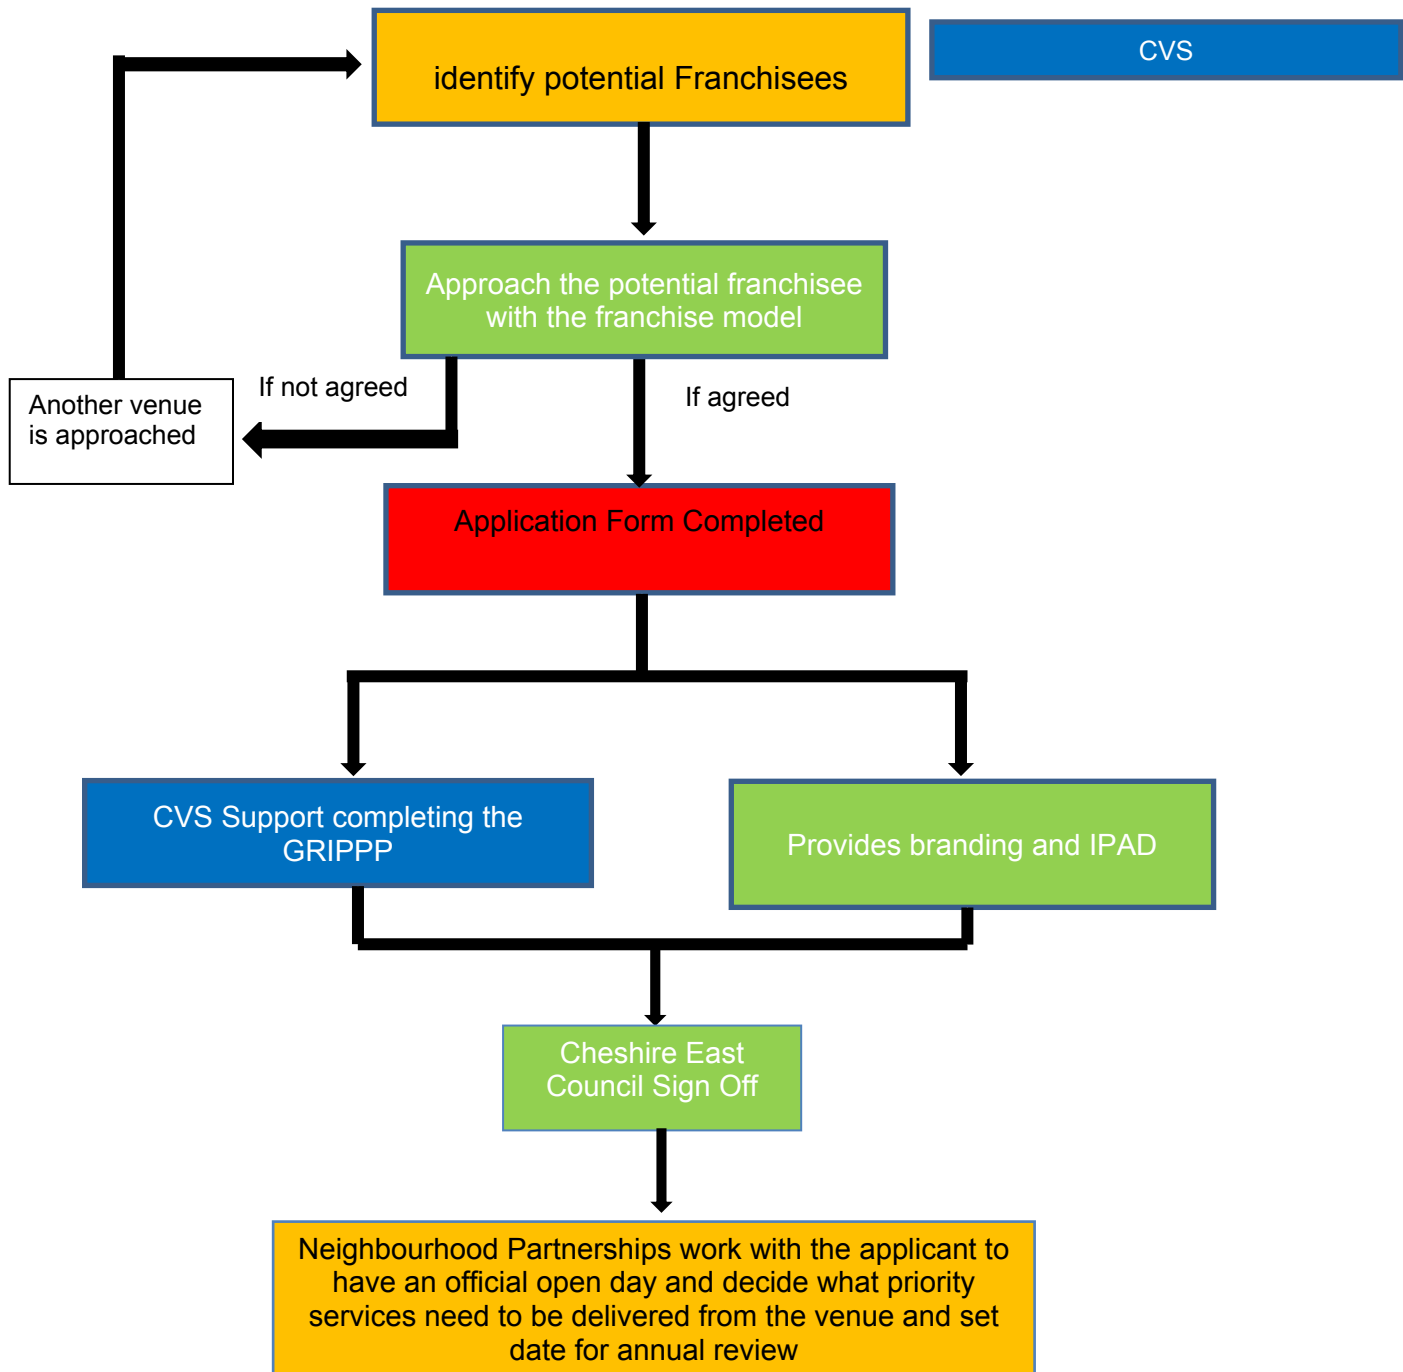 identify potential Franchisees
CVS
Approach the potential franchisee
with the franchise model
If not agreed
If agreed
Another venue
is approached
Application Form Completed
CVS Support completing the
GRIPPP
Provides branding and IPAD
Cheshire East
Council Sign Off
Neighbourhood Partnerships work with the applicant to
have an official open day and decide what priority
services need to be delivered from the venue and set
date for annual review